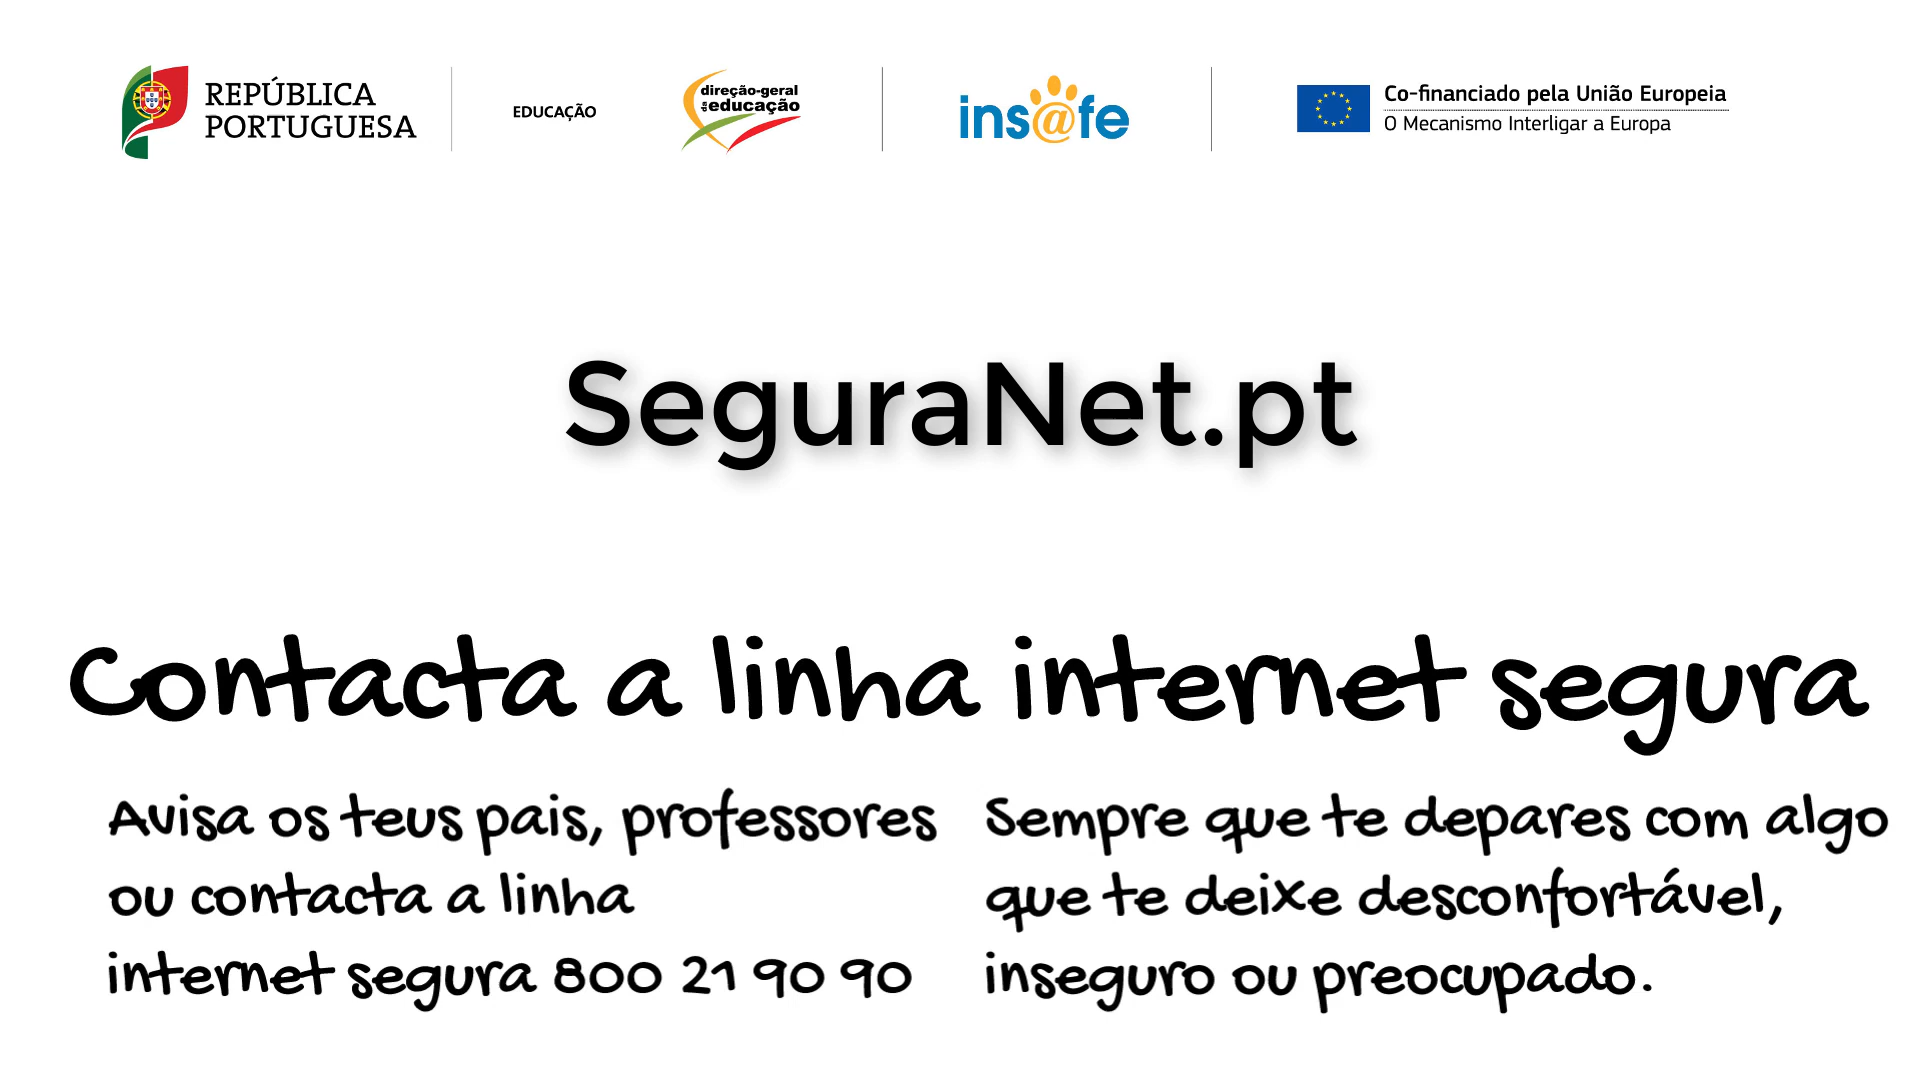 REPÚBLICA
PORTUGUESA
EDUCAÇÃO
direção-geral
da educação
ins@fe
Co-financiado pela União Europeia
O Mecanismo Interligar a Europa
SeguraNet.pt
Contacta a linha internet segura
Avisa os teus pais, professores
ou contacta a linha
internet segura 800 21 90 90
Sempre que te depares com algo
que te deixe desconfortável,
inseguro ou preocupado.